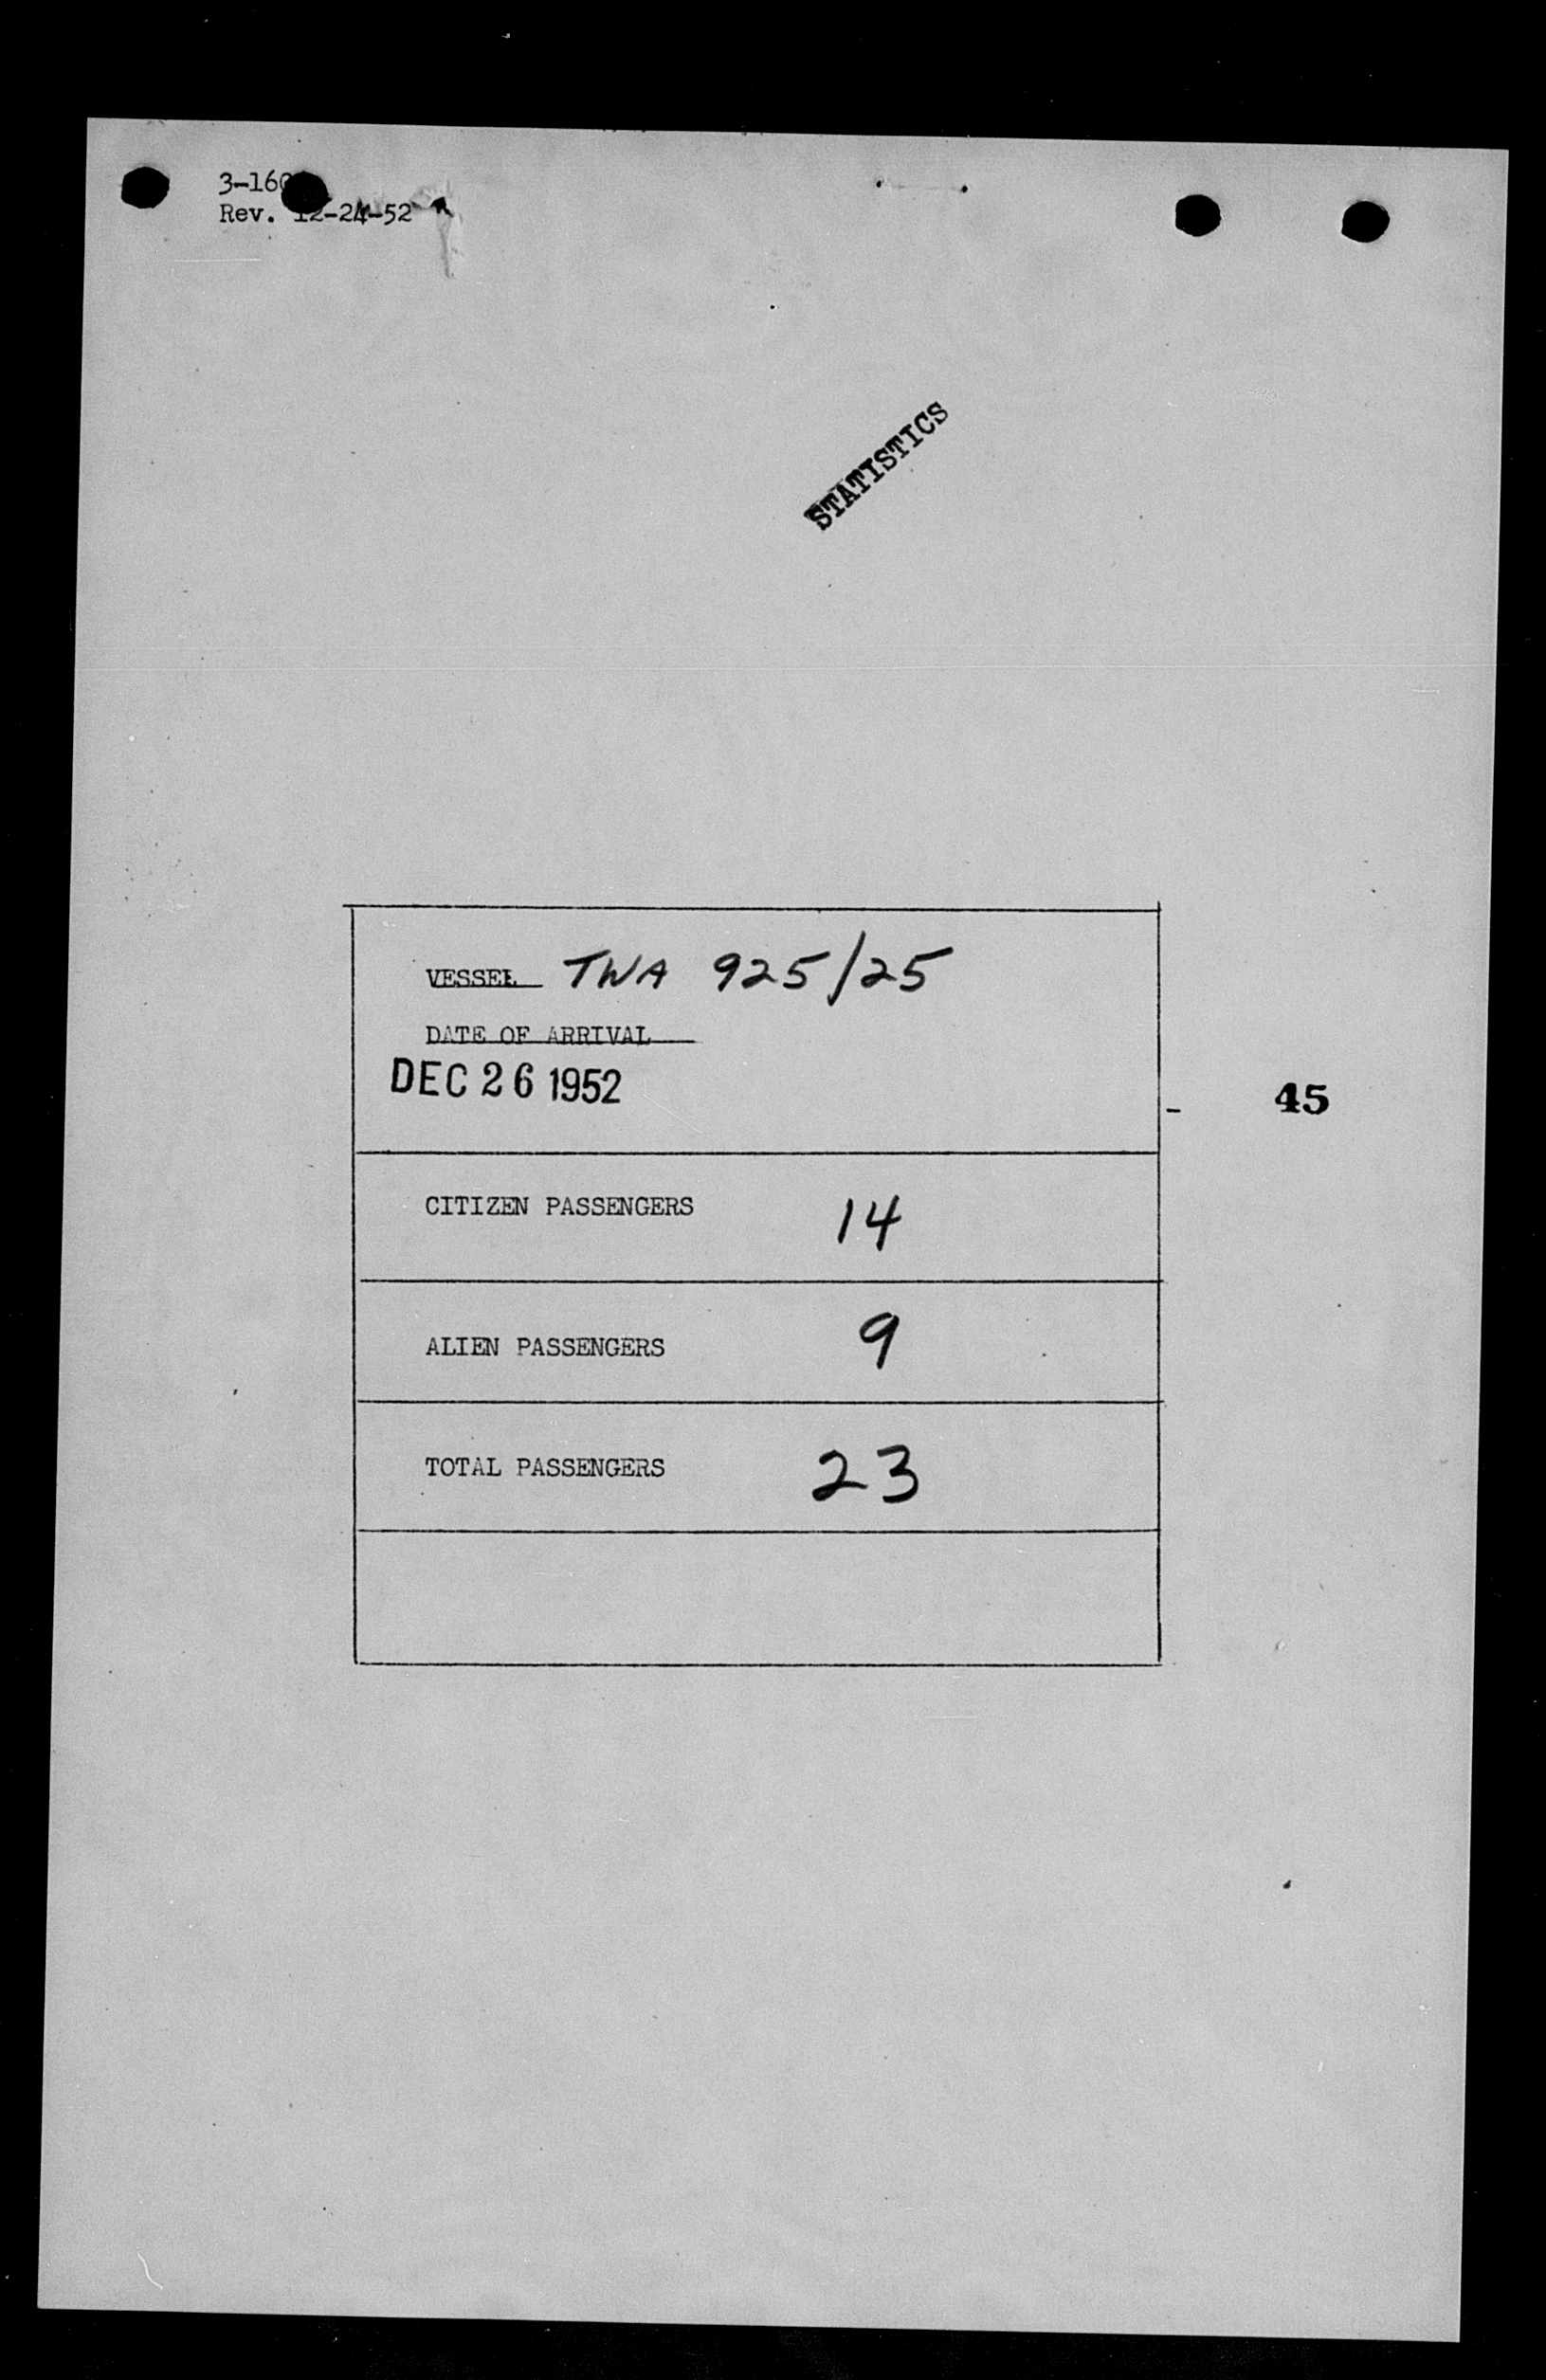 3-160
Rev. 12-24-52
STATISTICS
VESSEL TWA 925/25
DATE OF ARRIVAL
DEC 26 1952
- 45
CITIZEN PASSENGERS 14
ALIEN PASSENGERS 9
TOTAL PASSENGERS 23